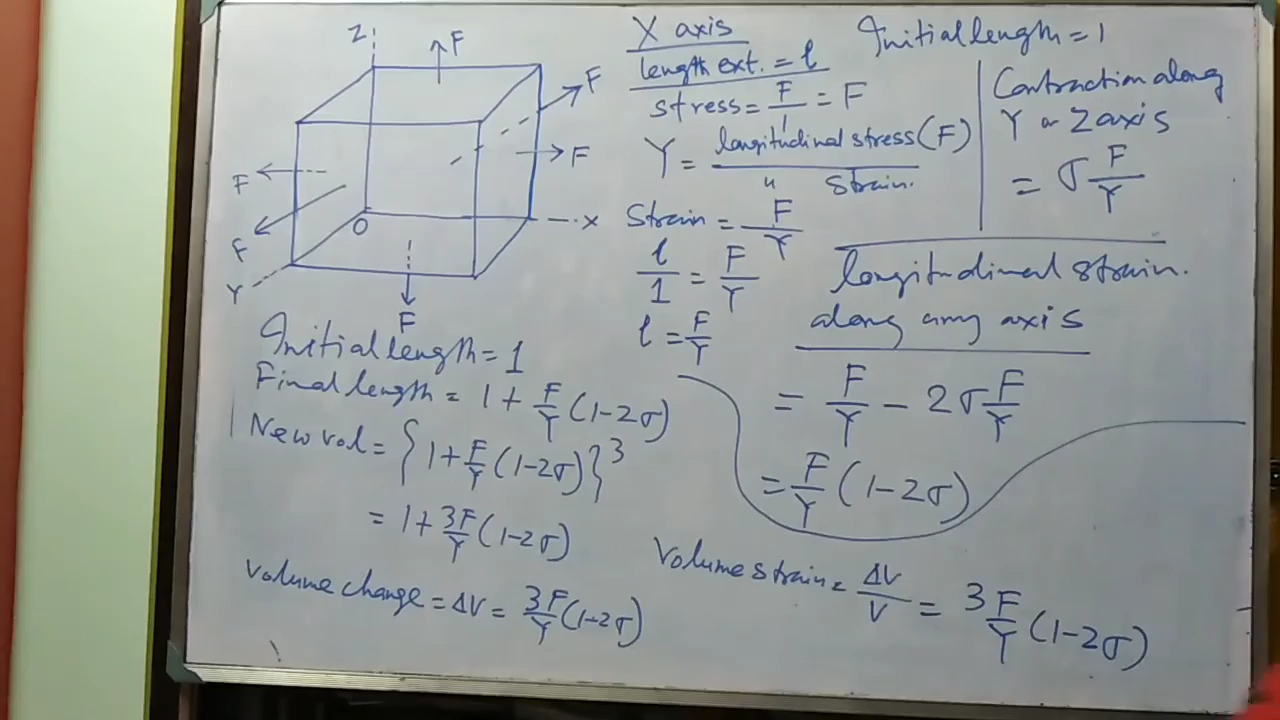 Z
F
F
F
F
F
F
O
X
Y
X axis
length ext. = l
stress = F/1 = F
Y = longitudinal stress (F) / " strain.
Strain = F/Y
l/1 = F/Y
l = F/Y
Initial length = 1
Contraction along
Y or Z axis
= σ F/Y
longitudinal strain.
along any axis
= F/Y - 2σ F/Y
= F/Y (1-2σ)
Initial length = 1
Final length = 1 + F/Y (1-2σ)
New vol = {1 + F/Y (1-2σ)}³
= 1 + 3F/Y (1-2σ)
Volume change = ΔV = 3F/Y (1-2σ)
Volume strain = ΔV/V = 3F/Y (1-2σ)